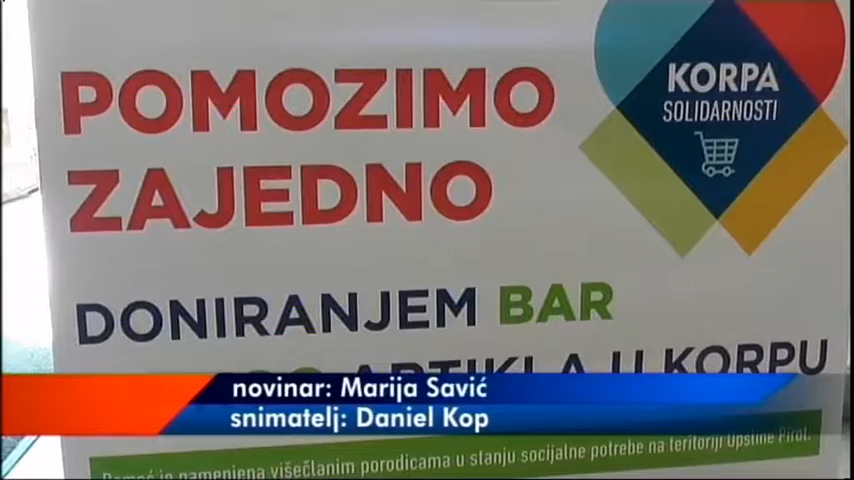 POMOZIMO
ZAJEDNO
KORPA
SOLIDARNOSTI
DONIRANJEM BAR
ARTIKLA U KORPU
novinar: Marija Savić
snimatelj: Daniel Kop
Pomoć je namenjena višečlanim porodicama u stanju socijalne potrebe na teritoriji Opštine Pirot.